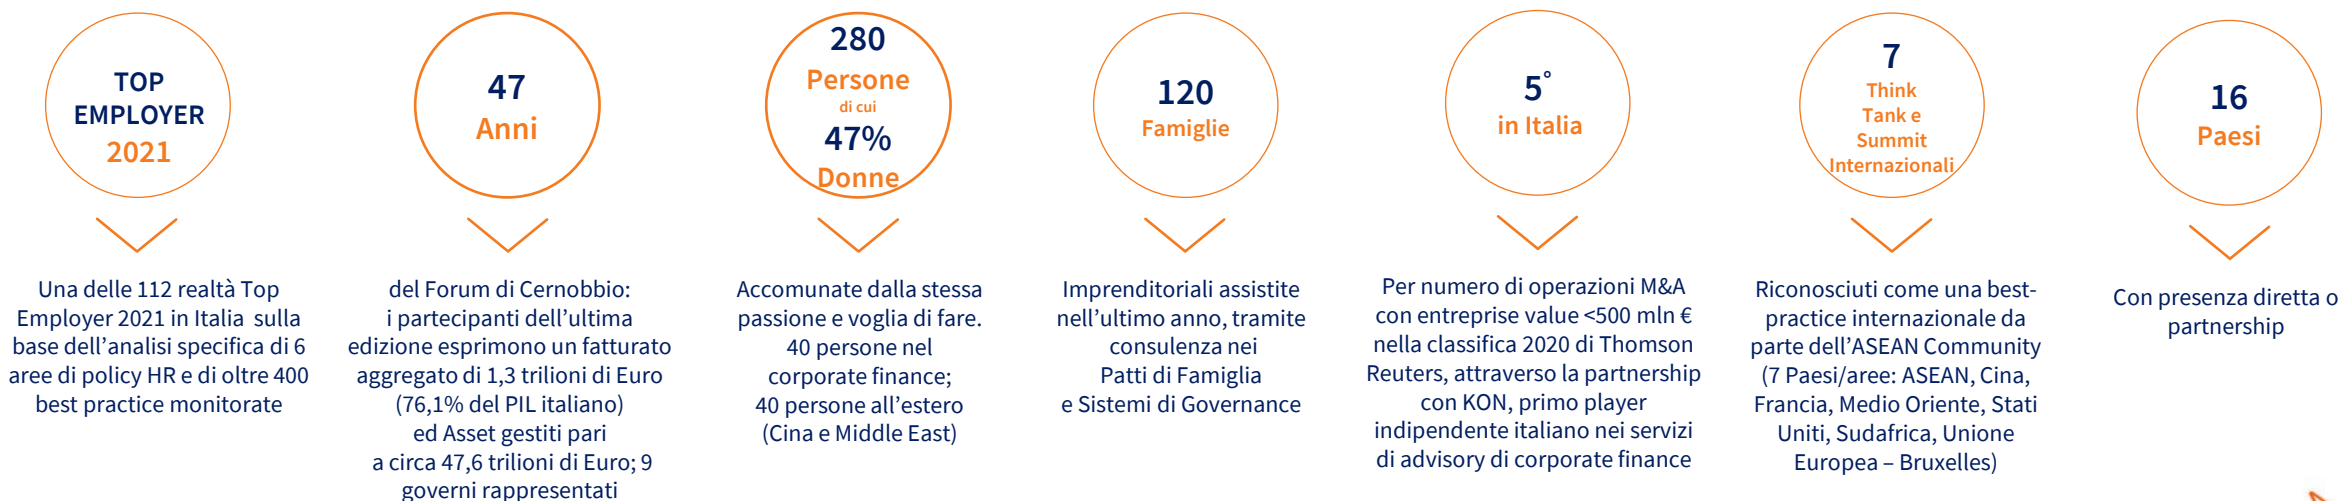 TOP
EMPLOYER
2021
Una delle 112 realtà Top
Employer 2021 in Italia sulla
base dell'analisi specifica di 6
aree di policy HR e di oltre 400
best practice monitorate
47
Anni
del Forum di Cernobbio:
i partecipanti dell'ultima
edizione esprimono un fatturato
aggregato di 1,3 trilioni di Euro
(76,1% del PIL italiano)
ed Asset gestiti pari
a circa 47,6 trilioni di Euro; 9
governi rappresentati
280
Persone
di cui
47%
Donne
Accomunate dalla stessa
passione e voglia di fare.
40 persone nel
corporate finance;
40 persone all'estero
(Cina e Middle East)
120
Famiglie
Imprenditoriali assistite
nell'ultimo anno, tramite
consulenza nei
Patti di Famiglia
e Sistemi di Governance
5°
in Italia
Per numero di operazioni M&A
con entreprise value <500 mln €
nella classifica 2020 di Thomson
Reuters, attraverso la partnership
con KON, primo player
indipendente italiano nei servizi
di advisory di corporate finance
7
Think
Tank e
Summit
Internazionali
Riconosciuti come una best-
practice internazionale da
parte dell'ASEAN Community
(7 Paesi/aree: ASEAN, Cina,
Francia, Medio Oriente, Stati
Uniti, Sudafrica, Unione
Europea – Bruxelles)
16
Paesi
Con presenza diretta o
partnership